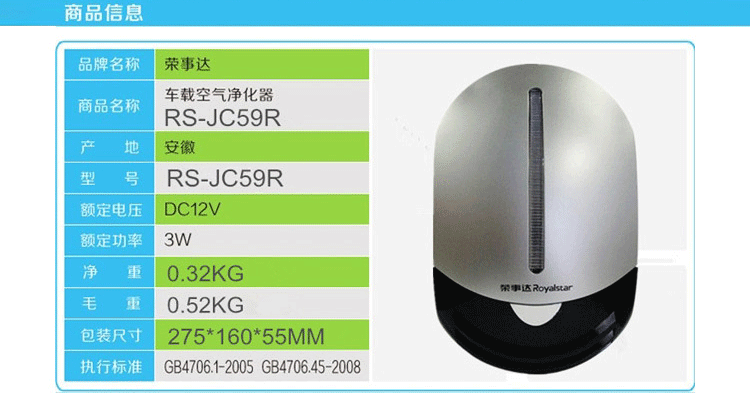 商品信息
品牌名称 荣事达
商品名称 车载空气净化器
RS-JC59R
产 地 安徽
型 号 RS-JC59R
额定电压 DC12V
额定功率 3W
净 重 0.32KG
毛 重 0.52KG
包装尺寸 275*160*55MM
执行标准 GB4706.1-2005 GB4706.45-2008
荣事达 Royalstar